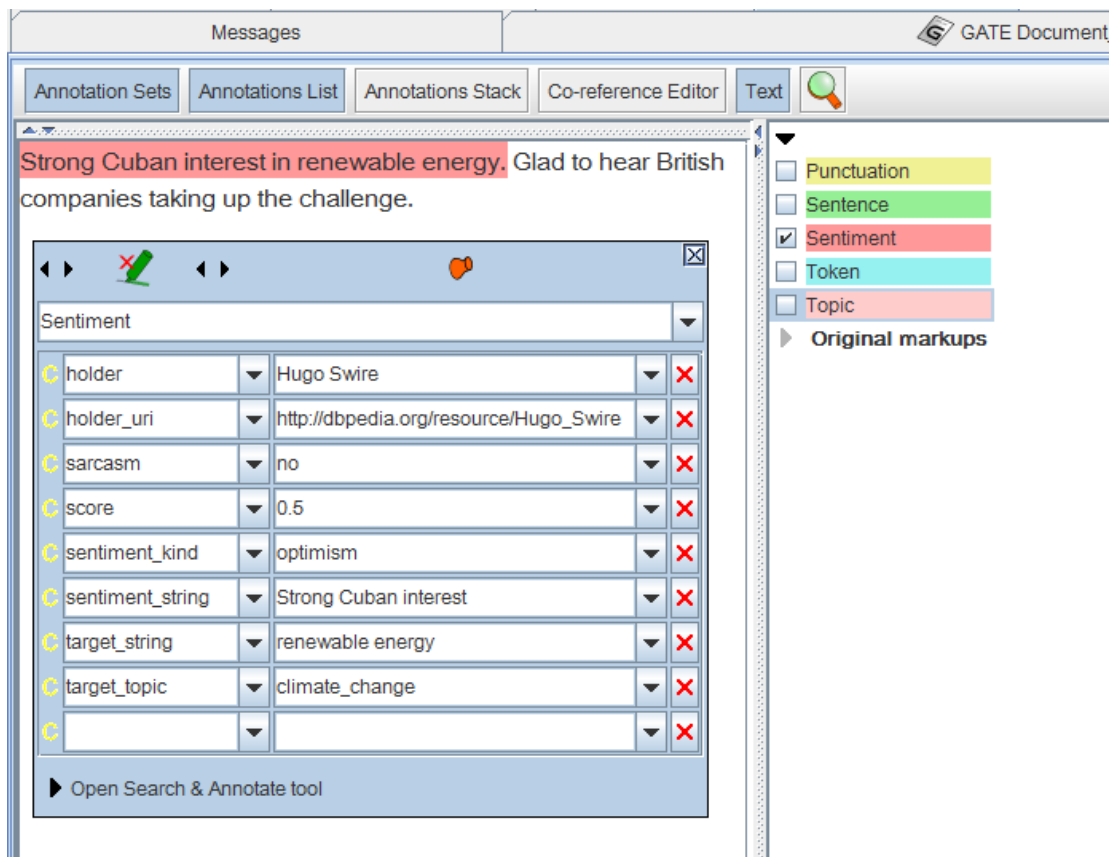 Messages
GATE Document
Annotation Sets Annotations List Annotations Stack Co-reference Editor Text
Strong Cuban interest in renewable energy. Glad to hear British
companies taking up the challenge.
Sentiment
C holder Hugo Swire
C holder_uri http://dbpedia.org/resource/Hugo_Swire
C sarcasm no
C score 0.5
C sentiment_kind optimism
C sentiment_string Strong Cuban interest
C target_string renewable energy
C target_topic climate_change
C
Open Search & Annotate tool
Punctuation
Sentence
Sentiment
Token
Topic
Original markups